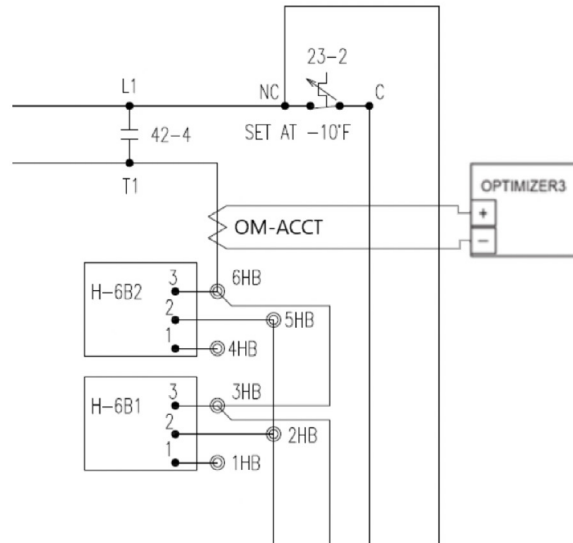 23-2
L1
NC
C
42-4
SET AT -10°F
T1
OPTIMIZER3
+
OM-ACCT
−
6HB
H-6B2
3
2
5HB
1
4HB
3HB
H-6B1
3
2
2HB
1
1HB